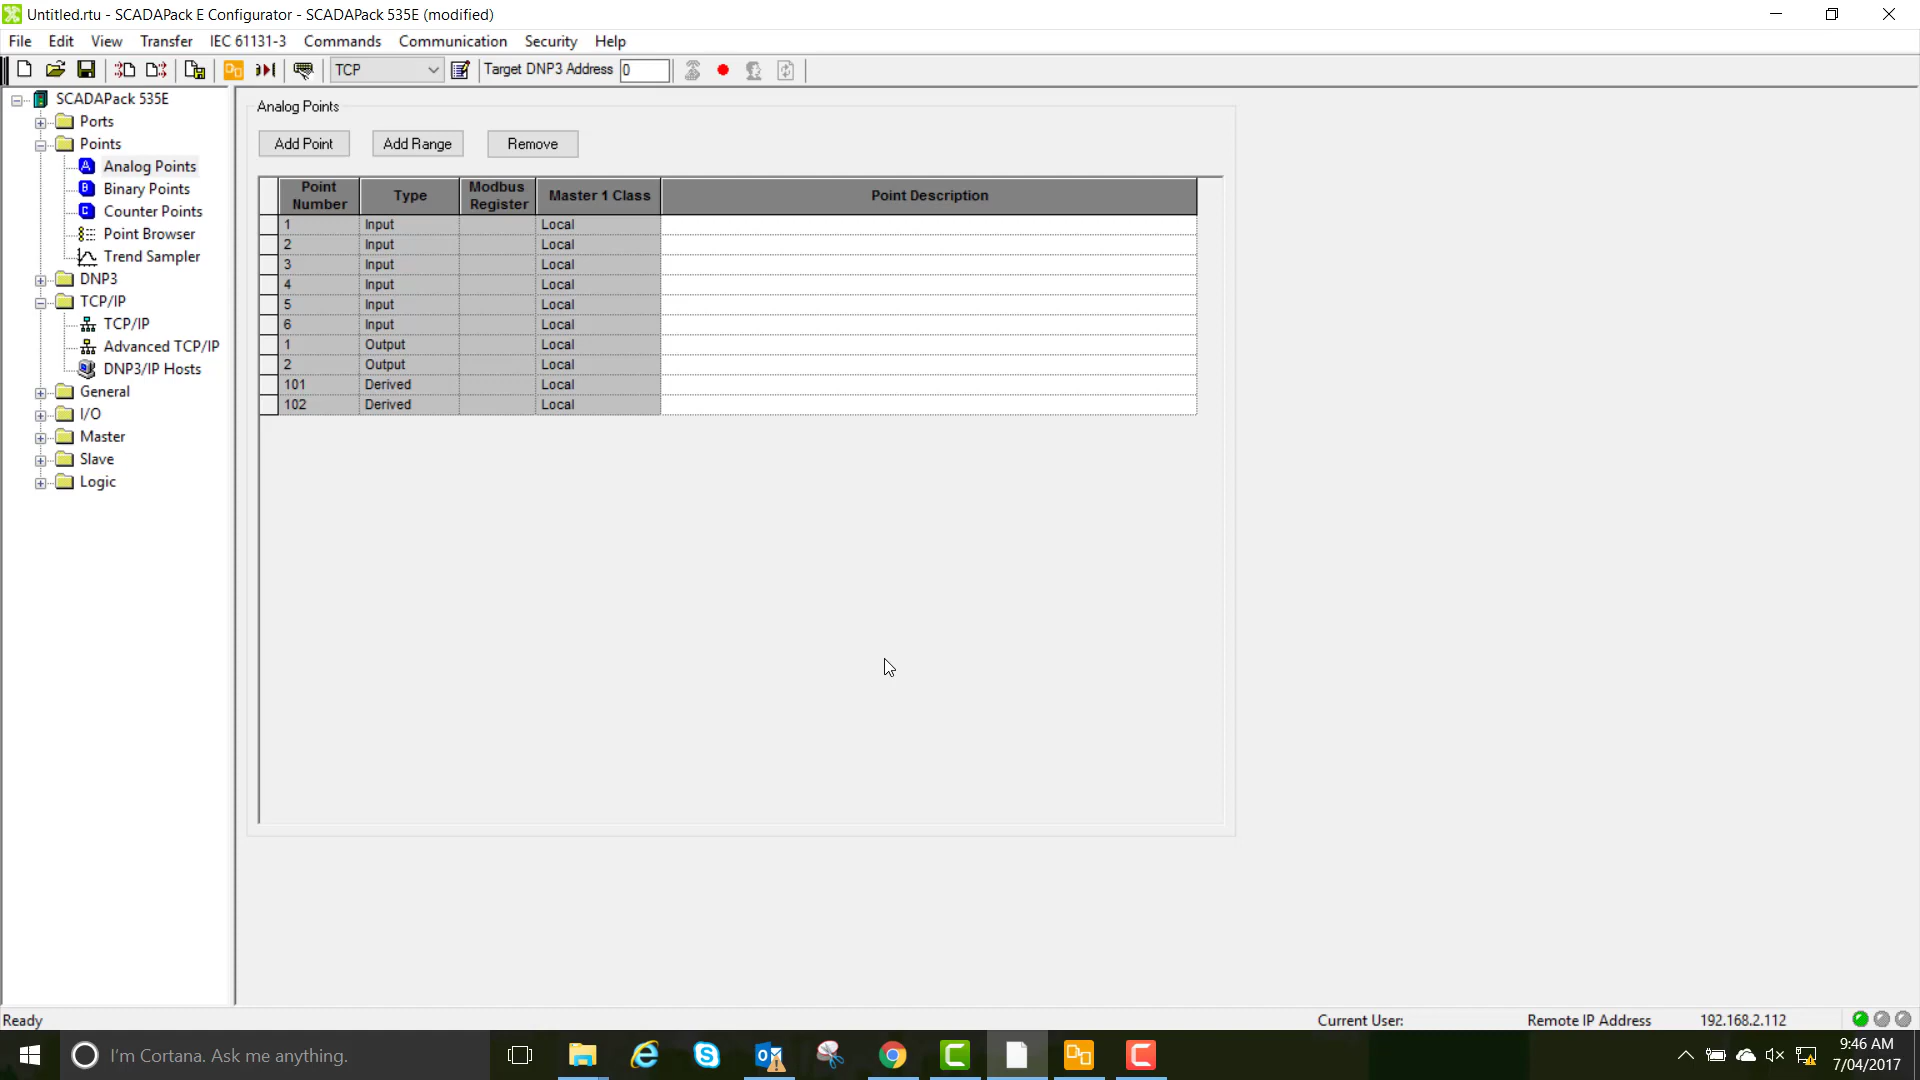 Untitled.rtu - SCADAPack E Configurator - SCADAPack 535E (modified)
File Edit View Transfer IEC 61131-3 Commands Communication Security Help
TCP Target DNP3 Address 0
SCADAPack 535E
Ports
Points
A Analog Points
B Binary Points
C Counter Points
Point Browser
Trend Sampler
DNP3
TCP/IP
TCP/IP
Advanced TCP/IP
DNP3/IP Hosts
General
I/O
Master
Slave
Logic
Analog Points
Add Point Add Range Remove
Point Number Type Modbus Register Master 1 Class Point Description
1 Input Local
2 Input Local
3 Input Local
4 Input Local
5 Input Local
6 Input Local
1 Output Local
2 Output Local
101 Derived Local
102 Derived Local
Ready Current User: Remote IP Address 192.168.2.112
I'm Cortana. Ask me anything.
9:46 AM
7/04/2017